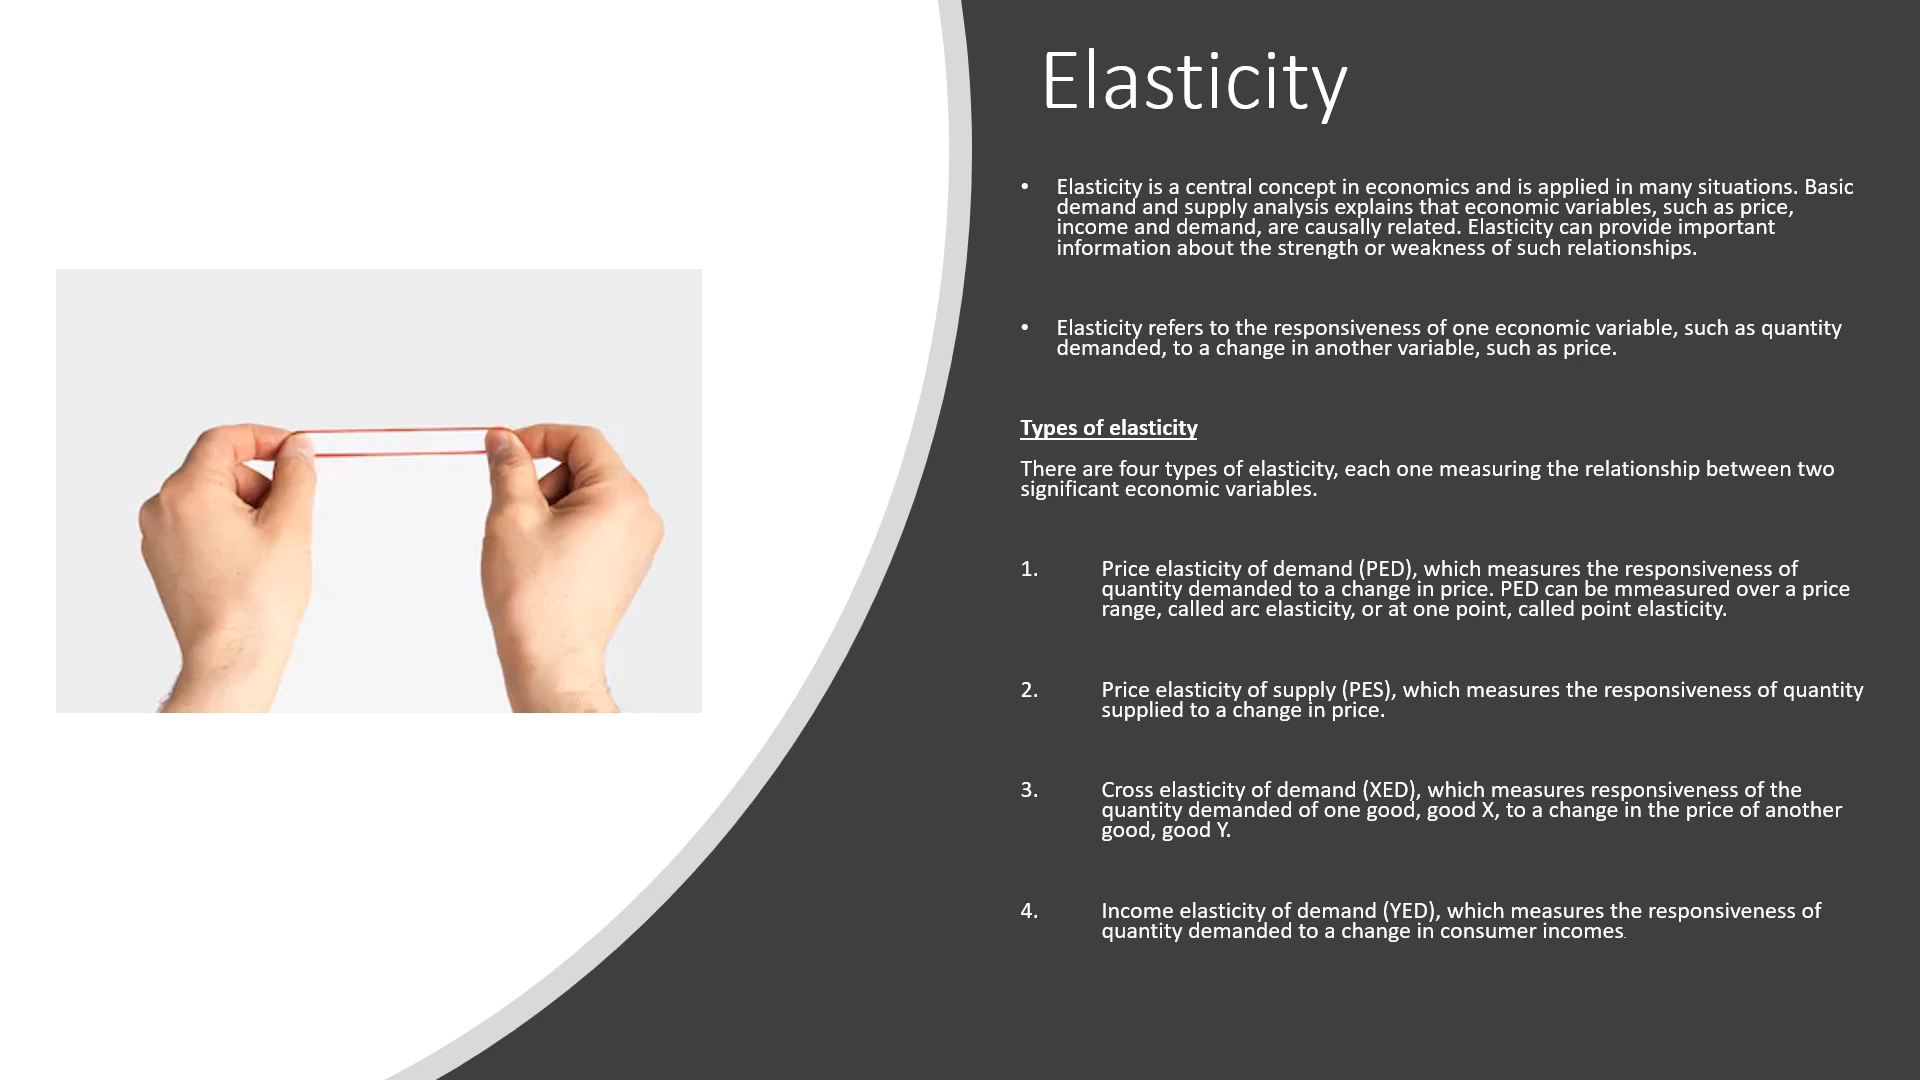 Elasticity
• Elasticity is a central concept in economics and is applied in many situations. Basic
demand and supply analysis explains that economic variables, such as price,
income and demand, are causally related. Elasticity can provide important
information about the strength or weakness of such relationships.
• Elasticity refers to the responsiveness of one economic variable, such as quantity
demanded, to a change in another variable, such as price.
Types of elasticity
There are four types of elasticity, each one measuring the relationship between two
significant economic variables.
1. Price elasticity of demand (PED), which measures the responsiveness of
quantity demanded to a change in price. PED can be mmeasured over a price
range, called arc elasticity, or at one point, called point elasticity.
2. Price elasticity of supply (PES), which measures the responsiveness of quantity
supplied to a change in price.
3. Cross elasticity of demand (XED), which measures responsiveness of the
quantity demanded of one good, good X, to a change in the price of another
good, good Y.
4. Income elasticity of demand (YED), which measures the responsiveness of
quantity demanded to a change in consumer incomes.